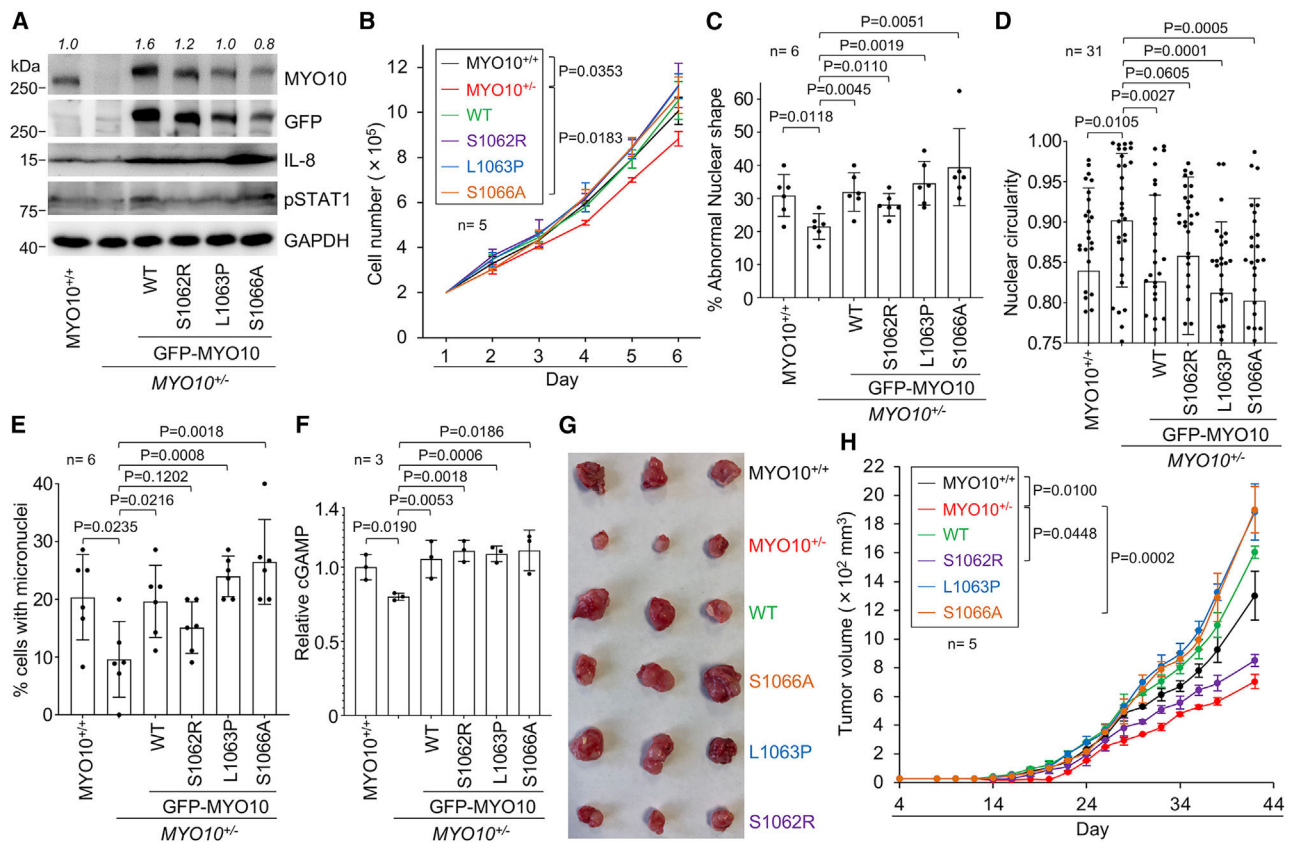 A
1.0 1.6 1.2 1.0 0.8
kDa
250
MYO10
250
GFP
15
IL-8
75
pSTAT1
40
GAPDH
MYO10+/+
WT
S1062R
L1063P
S1066A
GFP-MYO10
MYO10+/-
B
Cell number (×10⁵)
12
10
8
6
4
2
0
MYO10+/+
MYO10+/-
WT
S1062R
L1063P
S1066A
P=0.0353
P=0.0183
n= 5
1 2 3 4 5 6
Day
C
n= 6
P=0.0051
P=0.0019
P=0.0110
P=0.0045
P=0.0118
% Abnormal Nuclear shape
60
50
40
30
20
10
0
MYO10+/+
WT
S1062R
L1063P
S1066A
GFP-MYO10
MYO10+/-
D
n= 31
P=0.0005
P=0.0001
P=0.0605
P=0.0027
P=0.0105
Nuclear circularity
1.00
0.95
0.90
0.85
0.80
0.75
MYO10+/+
WT
S1062R
L1063P
S1066A
GFP-MYO10
MYO10+/-
E
n= 6
P=0.0018
P=0.0008
P=0.1202
P=0.0216
P=0.0235
% cells with micronuclei
40
30
20
10
0
MYO10+/+
WT
S1062R
L1063P
S1066A
GFP-MYO10
MYO10+/-
F
n= 3
P=0.0186
P=0.0006
P=0.0018
P=0.0053
P=0.0190
Relative cGAMP
1.4
1.0
0.5
0
MYO10+/+
WT
S1062R
L1063P
S1066A
GFP-MYO10
MYO10+/-
G
MYO10+/+
MYO10+/-
WT
S1066A
L1063P
S1062R
H
Tumor volume (×10² mm³)
22
20
18
16
14
12
10
8
6
4
2
0
MYO10+/+
MYO10+/-
WT
S1062R
L1063P
S1066A
P=0.0100
P=0.0448
P=0.0002
n= 5
4 14 24 34 44
Day